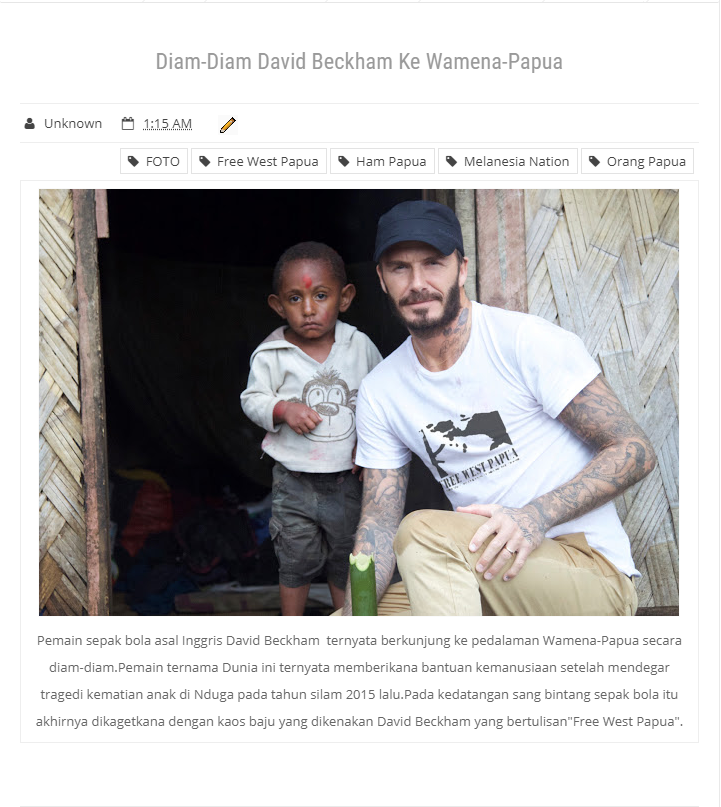 Diam-Diam David Beckham Ke Wamena-Papua
Unknown 1:15 AM
FOTO Free West Papua Ham Papua Melanesia Nation Orang Papua
FREE WEST PAPUA
Pemain sepak bola asal Inggris David Beckham ternyata berkunjung ke pedalaman Wamena-Papua secara
diam-diam.Pemain ternama Dunia ini ternyata memberikana bantuan kemanusiaan setelah mendegar
tragedi kematian anak di Nduga pada tahun silam 2015 lalu.Pada kedatangan sang bintang sepak bola itu
akhirnya dikagetkana dengan kaos baju yang dikenakan David Beckham yang bertulisan"Free West Papua".